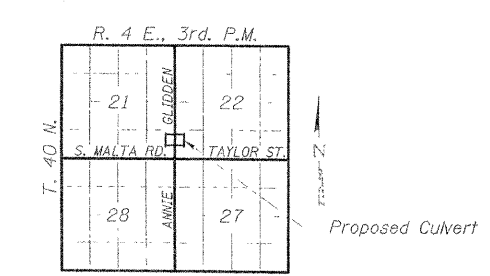 R. 4 E., 3rd. P.M.
T. 40 N.
21
GLIDDEN
22
S. MALTA RD.
TAYLOR ST.
28
ANNIE
27
Proposed Culvert